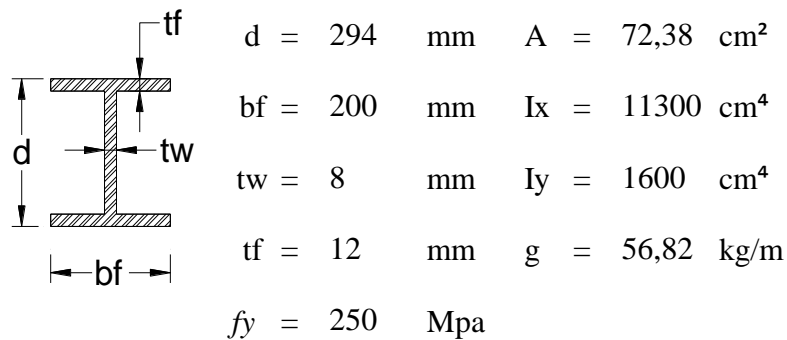 tf
d
tw
bf
d = 294 mm A = 72,38 cm²
bf = 200 mm Ix = 11300 cm⁴
tw = 8 mm Iy = 1600 cm⁴
tf = 12 mm g = 56,82 kg/m
fy = 250 Mpa